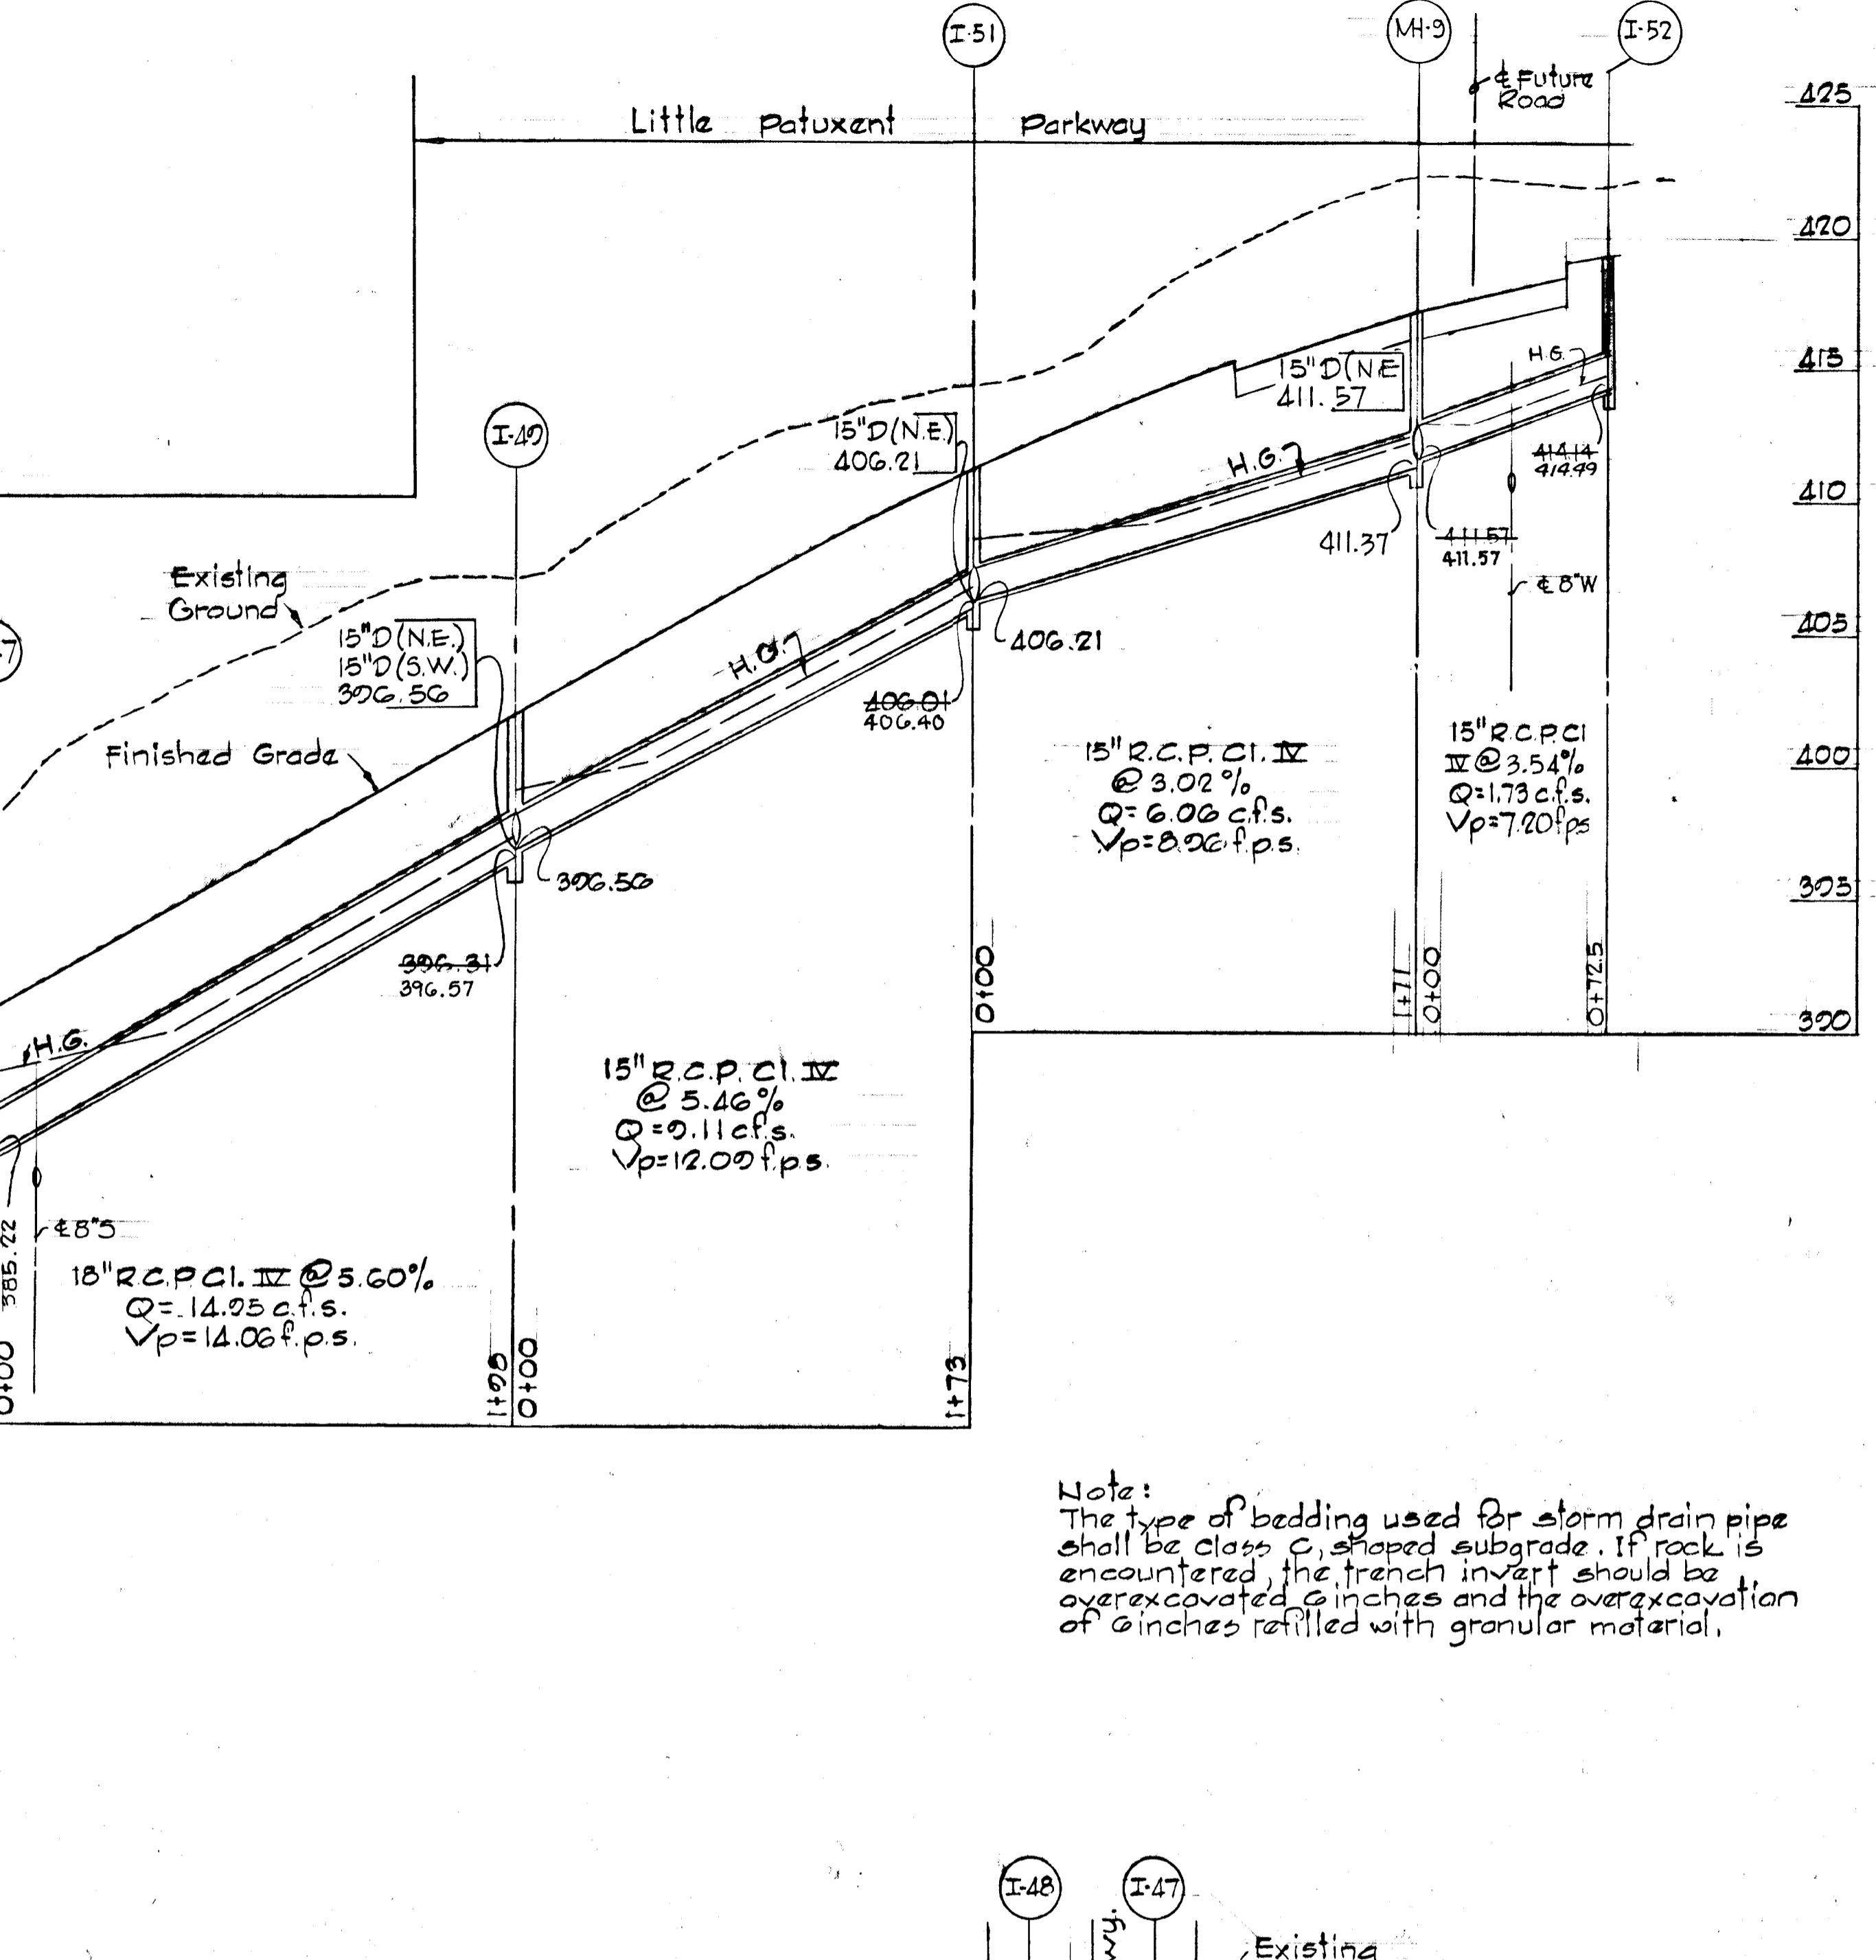 I-51
MH-9
I-52
℄ Future
Road
425
Little Patuxent Parkway
420
15"D(N.E
411.57
H.G.
415
I-49
15"D(N.E.)
406.21
H.G.
414.14
414.49
410
411.37
411.57
411.57
Existing
Ground
℄ 8"W
15"D(N.E.)
15"D(S.W.)
396.56
H.G.
406.21
405
406.01
406.40
Finished Grade
15" R.C.P. Cl. IV
@ 3.02%
Q= 6.06 c.f.s.
Vp=8.96 f.p.s.
15" R.C.P. Cl
IV @ 3.54%
Q=1.73 c.f.s.
Vp=7.20 fps
400
396.56
395
396.31
396.57
0+00
1+71
0+00
0+72.5
390
H.G.
15" R.C.P. Cl. IV
@ 5.46%
Q=9.11 c.f.s.
Vp=12.09 f.p.s.
385.22
℄ 8"S
18" R.C.P. Cl. IV @ 5.60%
Q= 14.95 c.f.s.
Vp=14.06 f.p.s.
0+00
1+98
0+00
1+73
Note:
The type of bedding used for storm drain pipe
shall be class C, shaped subgrade. If rock is
encountered, the trench invert should be
overexcavated 6 inches and the overexcavation
of 6 inches refilled with granular material.
I-48
I-47
wy.
Existing